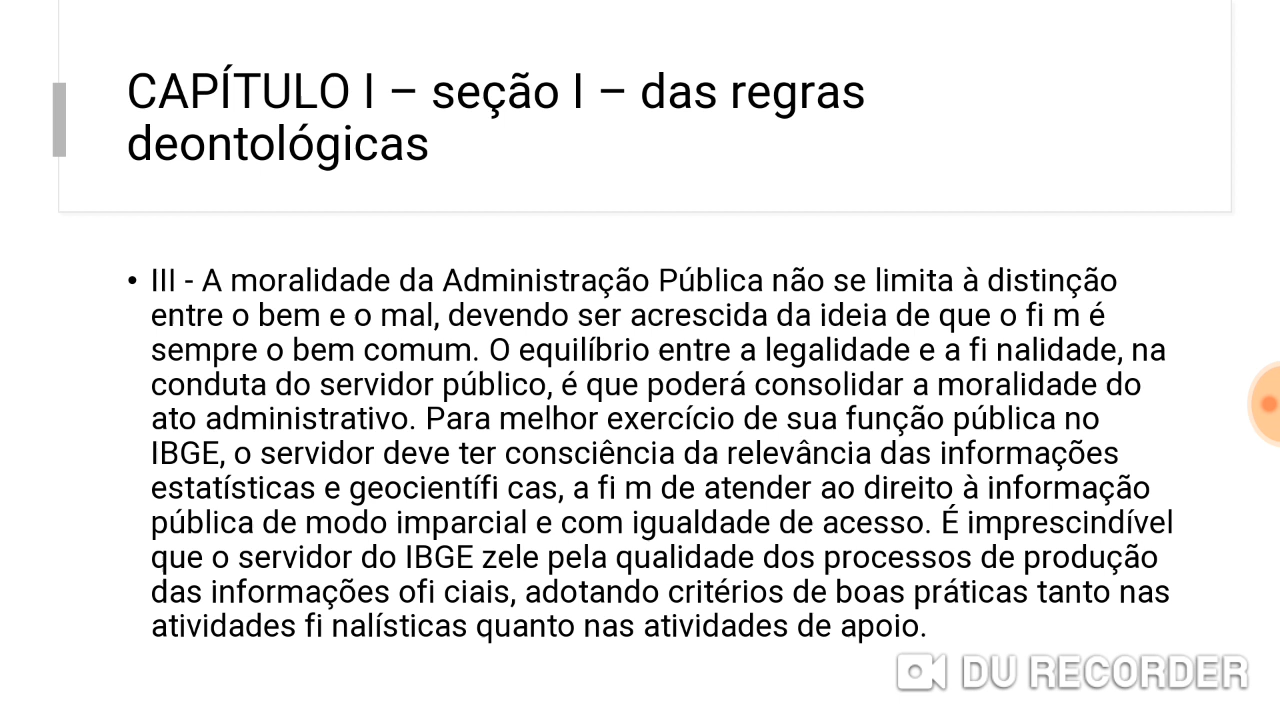 CAPÍTULO I – seção I – das regras
deontológicas
• III - A moralidade da Administração Pública não se limita à distinção
entre o bem e o mal, devendo ser acrescida da ideia de que o fi m é
sempre o bem comum. O equilíbrio entre a legalidade e a fi nalidade, na
conduta do servidor público, é que poderá consolidar a moralidade do
ato administrativo. Para melhor exercício de sua função pública no
IBGE, o servidor deve ter consciência da relevância das informações
estatísticas e geocientífi cas, a fi m de atender ao direito à informação
pública de modo imparcial e com igualdade de acesso. É imprescindível
que o servidor do IBGE zele pela qualidade dos processos de produção
das informações ofi ciais, adotando critérios de boas práticas tanto nas
atividades fi nalísticas quanto nas atividades de apoio.
DU RECORDER